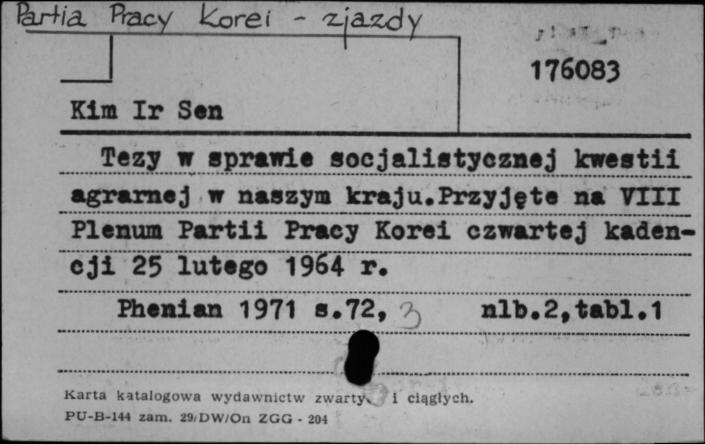 Partia Pracy Korei - zjazdy
176083
Kim Ir Sen
Tezy w sprawie socjalistycznej kwestii
agrarnej w naszym kraju.Przyjęte na VIII
Plenum Partii Pracy Korei czwartej kaden-
cji 25 lutego 1964 r.
Phenian 1971 s.72, 3 nlb.2,tabl.1
Karta katalogowa wydawnictw zwarty i ciągłych.
PU-B-144 zam. 29/DW/On ZGG - 204